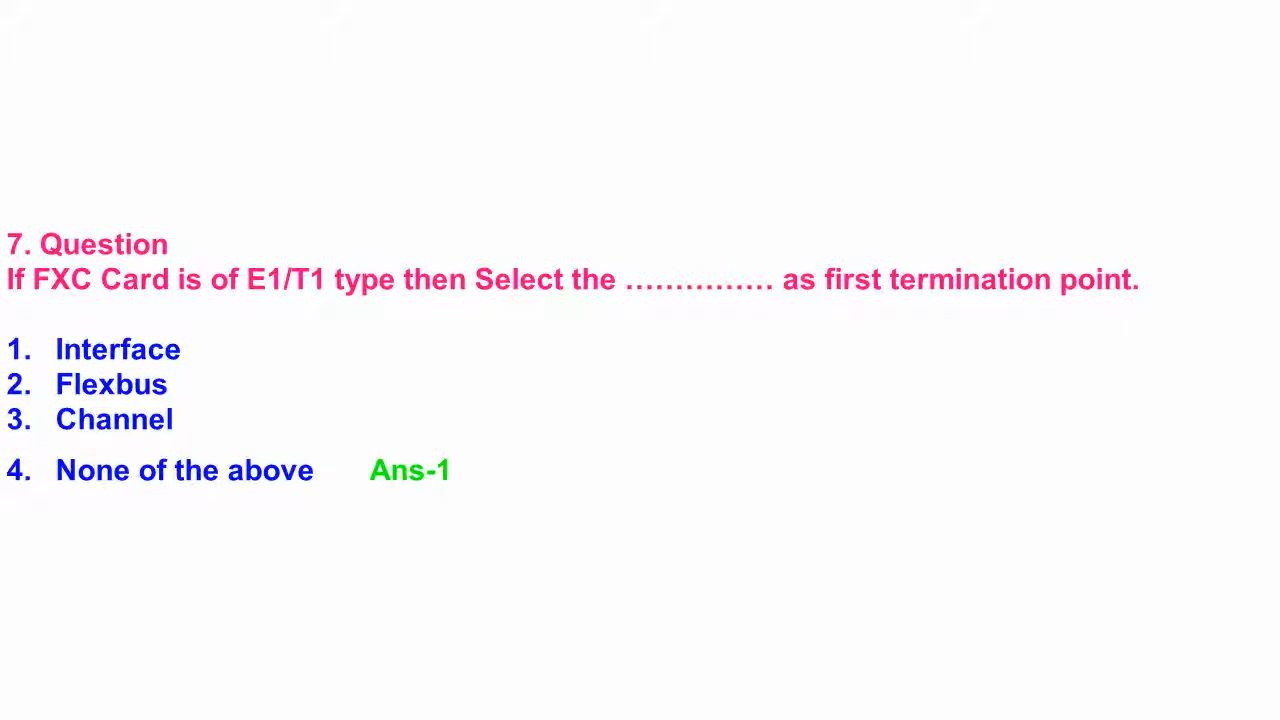 7. Question
If FXC Card is of E1/T1 type then Select the …………… as first termination point.
1. Interface
2. Flexbus
3. Channel
4. None of the above Ans-1